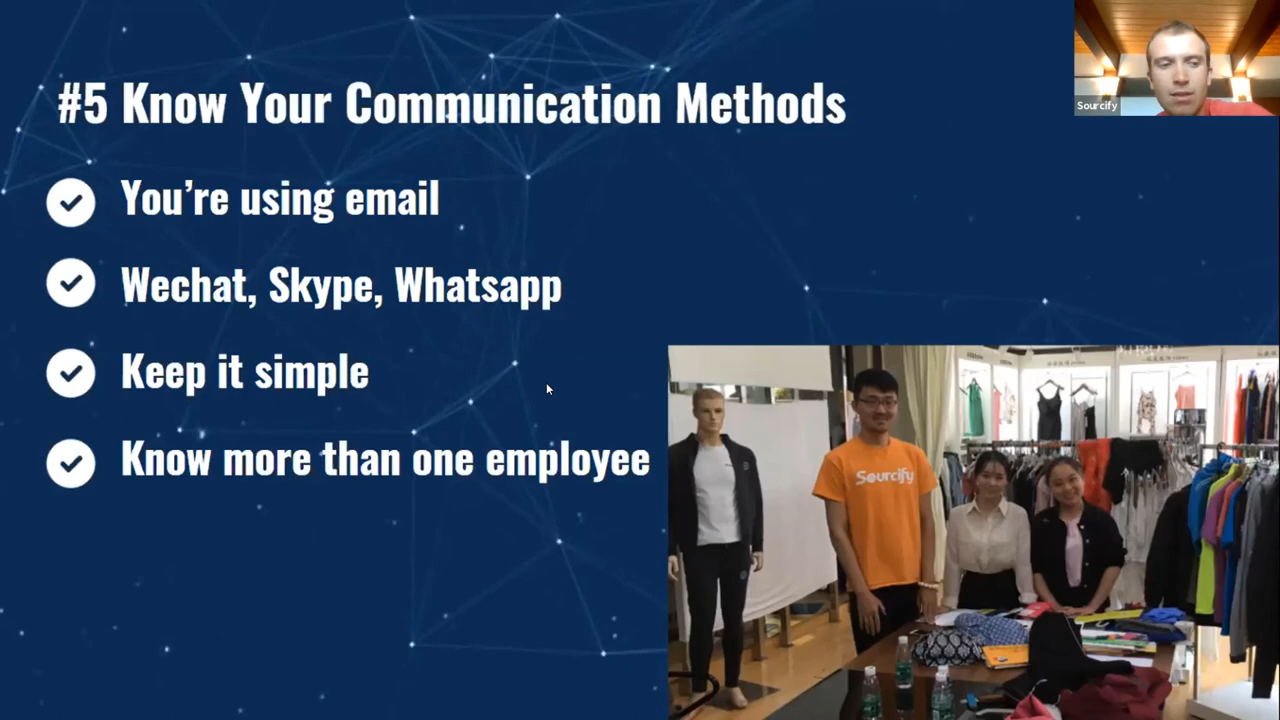 #5 Know Your Communication Methods
Sourcify
You’re using email
Wechat, Skype, Whatsapp
Keep it simple
Know more than one employee
Sourcify